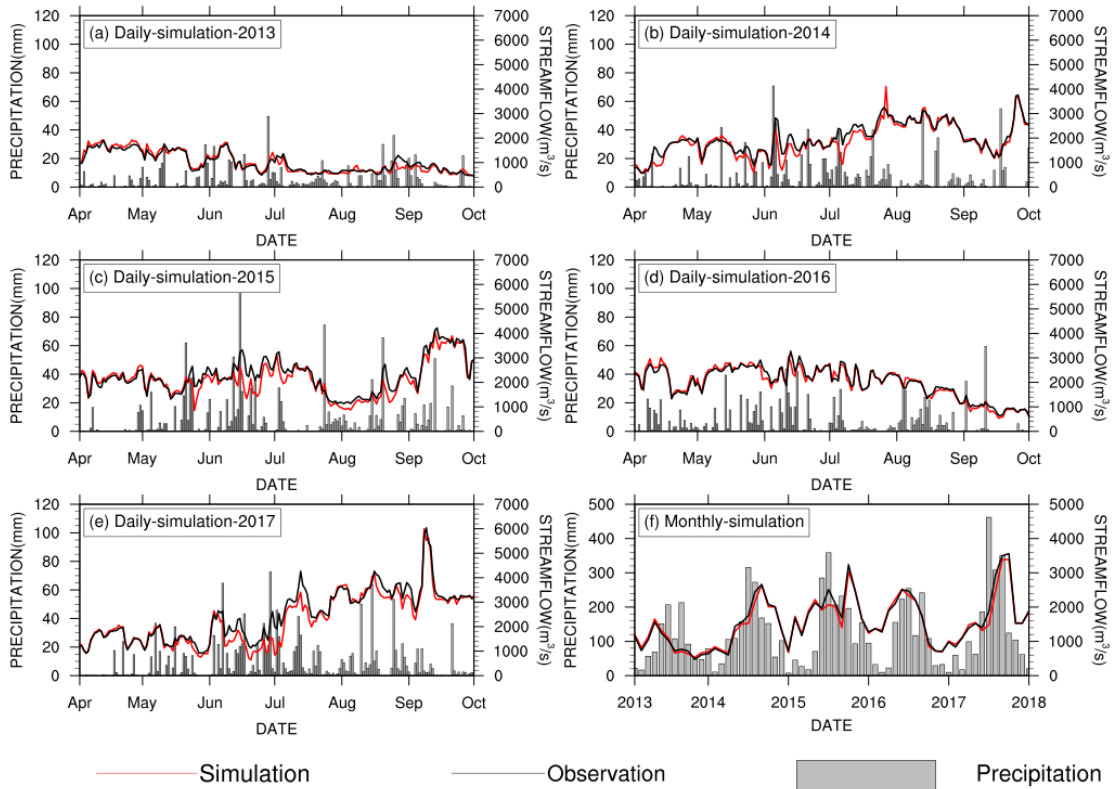 (a) Daily-simulation-2013
PRECIPITATION(mm)
120
100
80
60
40
20
0
7000
6000
5000
4000
3000
2000
1000
0
STREAMFLOW(m³/s)
Apr May Jun Jul Aug Sep Oct
DATE
(b) Daily-simulation-2014
PRECIPITATION(mm)
120
100
80
60
40
20
0
7000
6000
5000
4000
3000
2000
1000
0
STREAMFLOW(m³/s)
Apr May Jun Jul Aug Sep Oct
DATE
(c) Daily-simulation-2015
PRECIPITATION(mm)
120
100
80
60
40
20
0
7000
6000
5000
4000
3000
2000
1000
0
STREAMFLOW(m³/s)
Apr May Jun Jul Aug Sep Oct
DATE
(d) Daily-simulation-2016
PRECIPITATION(mm)
120
100
80
60
40
20
0
7000
6000
5000
4000
3000
2000
1000
0
STREAMFLOW(m³/s)
Apr May Jun Jul Aug Sep Oct
DATE
(e) Daily-simulation-2017
PRECIPITATION(mm)
120
100
80
60
40
20
0
7000
6000
5000
4000
3000
2000
1000
0
STREAMFLOW(m³/s)
Apr May Jun Jul Aug Sep Oct
DATE
(f) Monthly-simulation
PRECIPITATION(mm)
500
400
300
200
100
0
5000
4000
3000
2000
1000
0
STREAMFLOW(m³/s)
2013 2014 2015 2016 2017 2018
DATE
Simulation Observation Precipitation